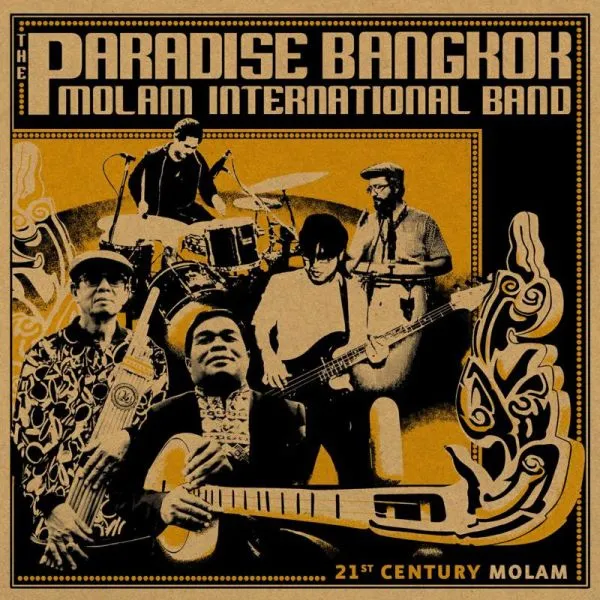 THE PARADISE BANGKOK
MOLAM INTERNATIONAL BAND
21ST CENTURY MOLAM